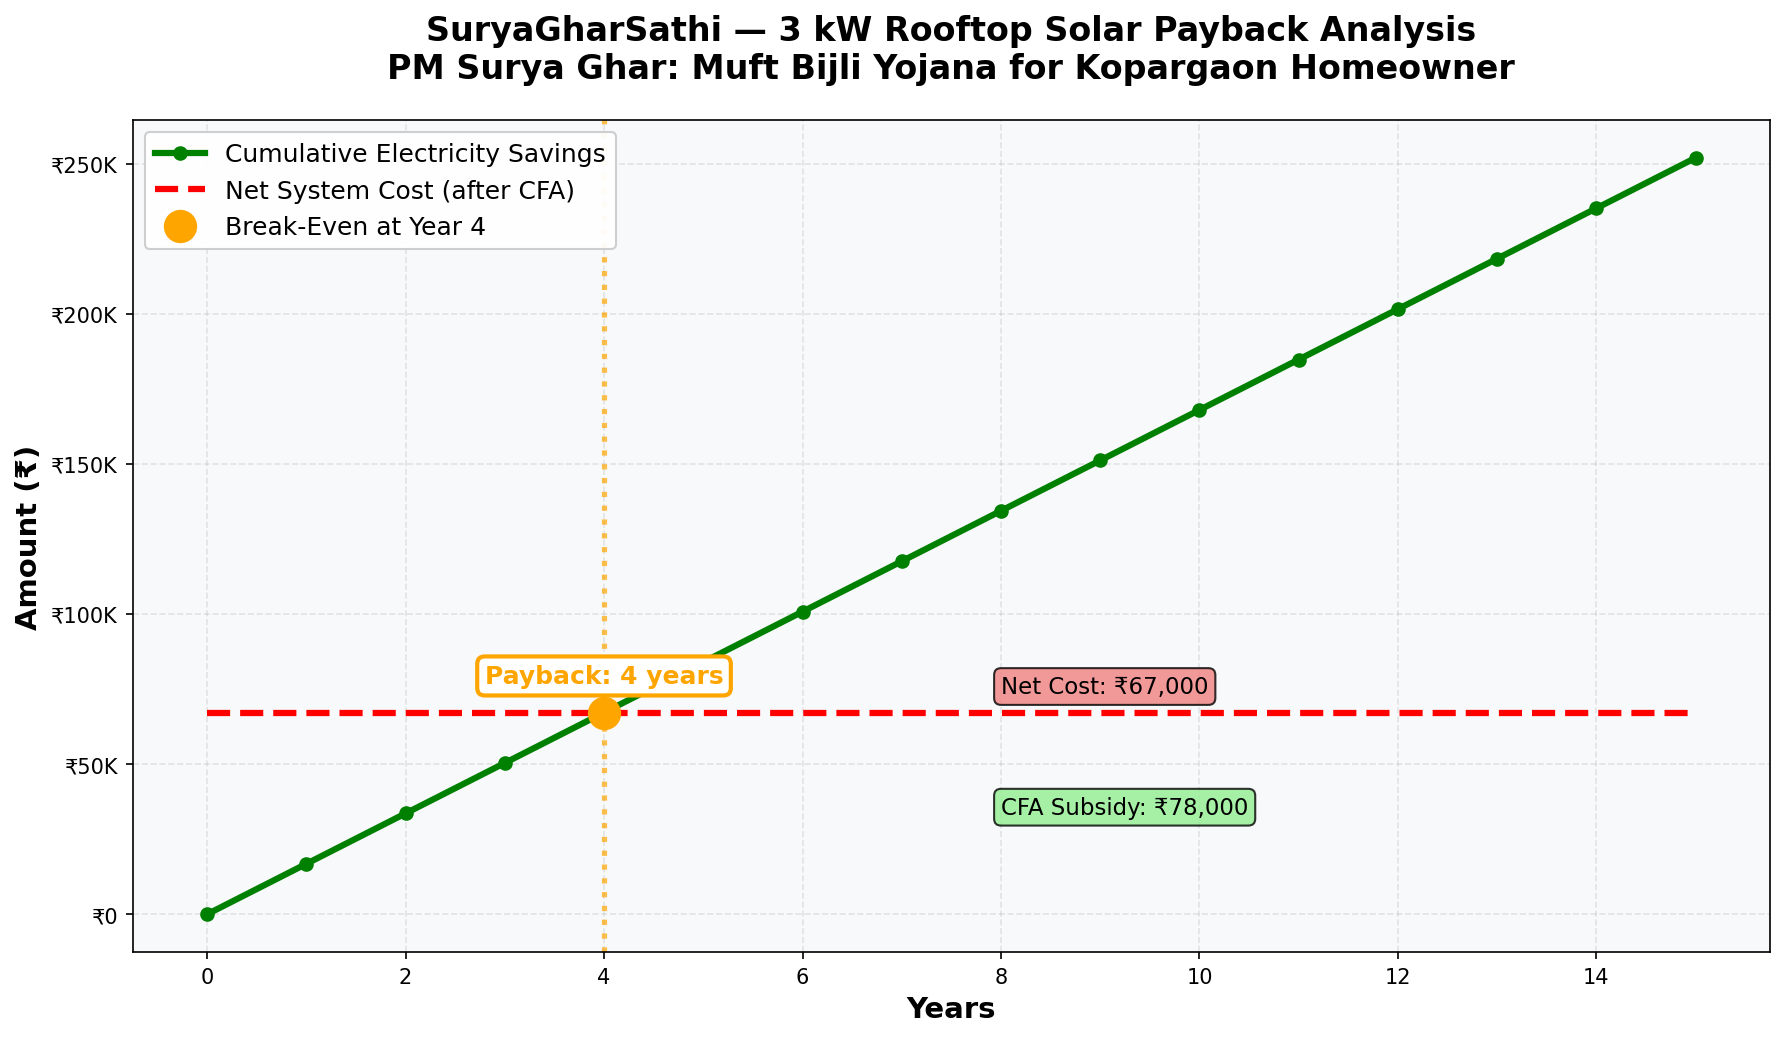 SuryaGharSathi — 3 kW Rooftop Solar Payback Analysis
PM Surya Ghar: Muft Bijli Yojana for Kopargaon Homeowner
Cumulative Electricity Savings
Net System Cost (after CFA)
Break-Even at Year 4
₹250K
₹200K
₹150K
₹100K
₹50K
₹0
Amount (₹)
Payback: 4 years
Net Cost: ₹67,000
CFA Subsidy: ₹78,000
0 2 4 6 8 10 12 14
Years